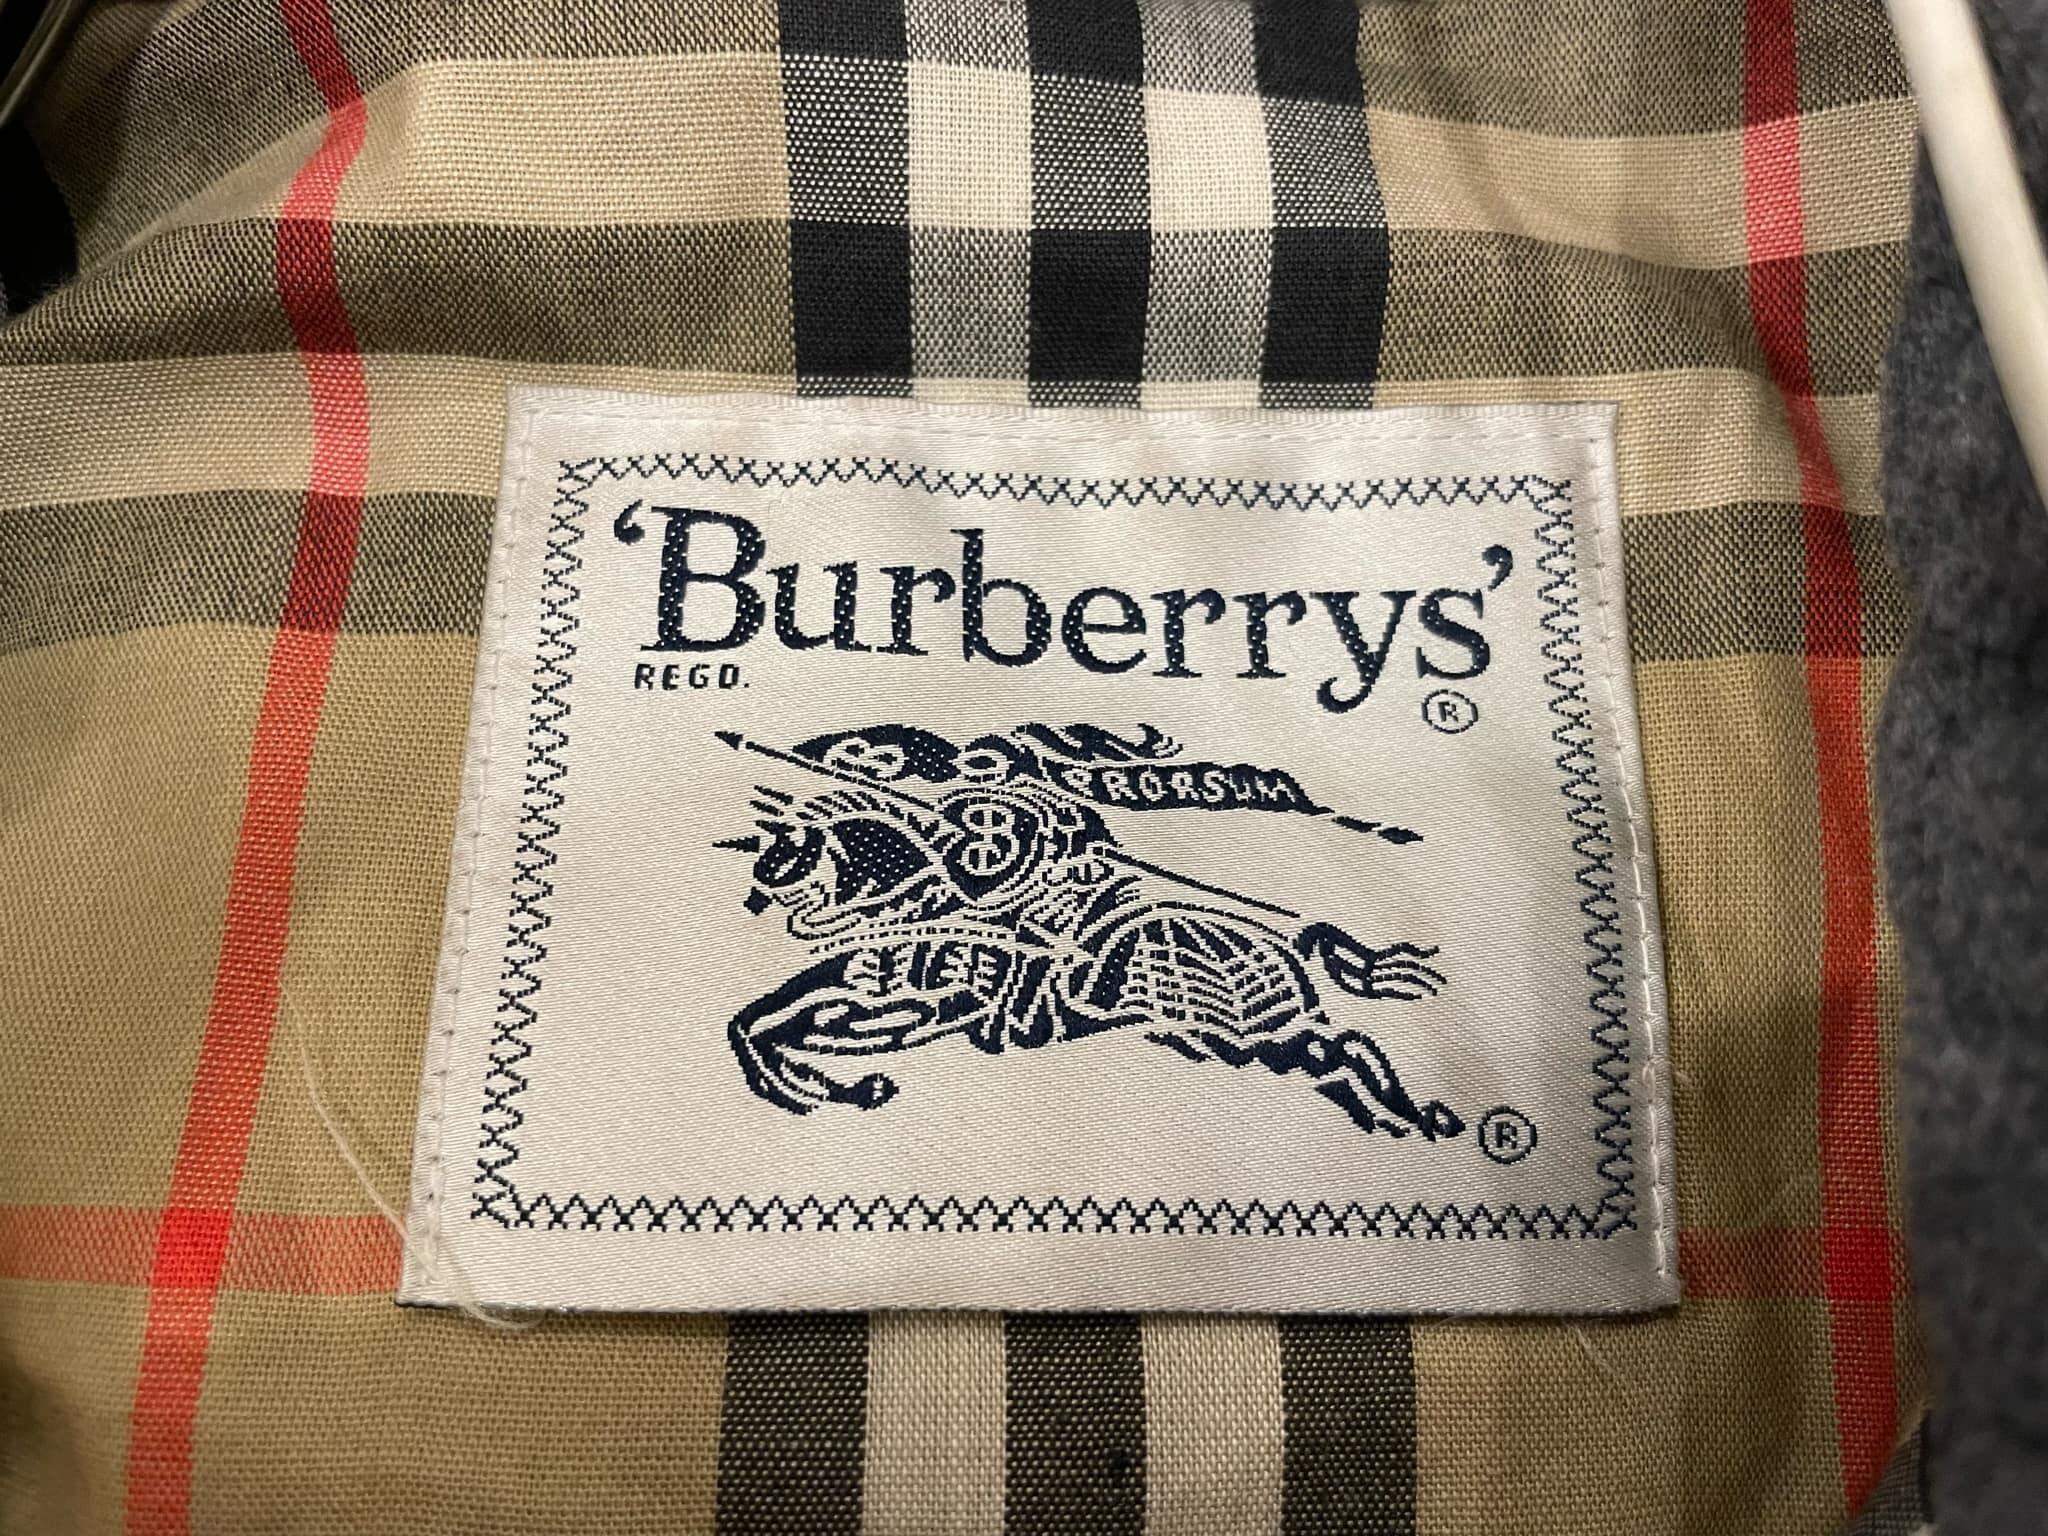 ‘Burberrys’
REGD.
®
PRORSUM
®